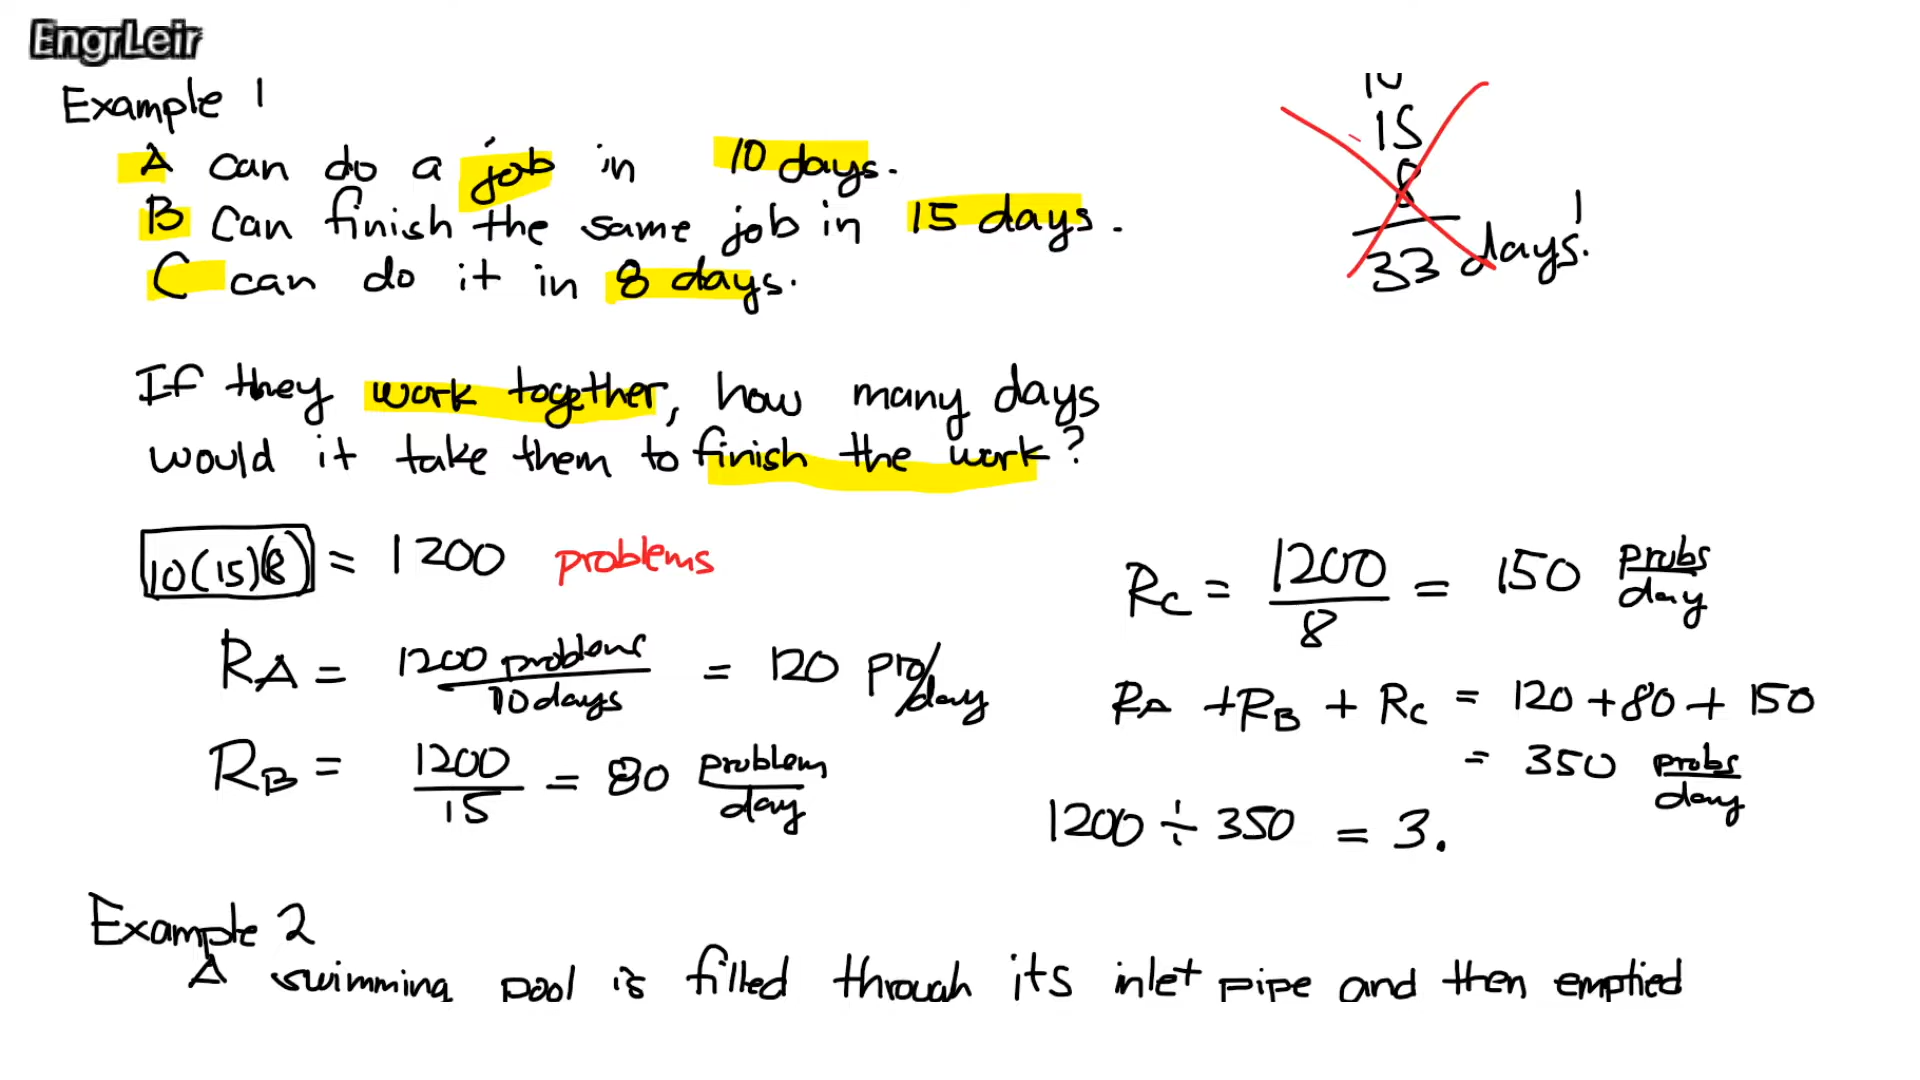 EngrLeir
Example 1
A can do a job in 10 days.
B can finish the same job in 15 days.
C can do it in 8 days.
10
15
8
33 days!
If they work together, how many days
would it take them to finish the work?
10(15)(8) = 1200 problems
RA = 1200 problems / 10 days = 120 pro/day
RB = 1200 / 15 = 80 problem / day
RC = 1200 / 8 = 150 probs / day
RA + RB + RC = 120 + 80 + 150
= 350 probs / day
1200 ÷ 350 = 3.
Example 2
A swimming pool is filled through its inlet pipe and then emptied